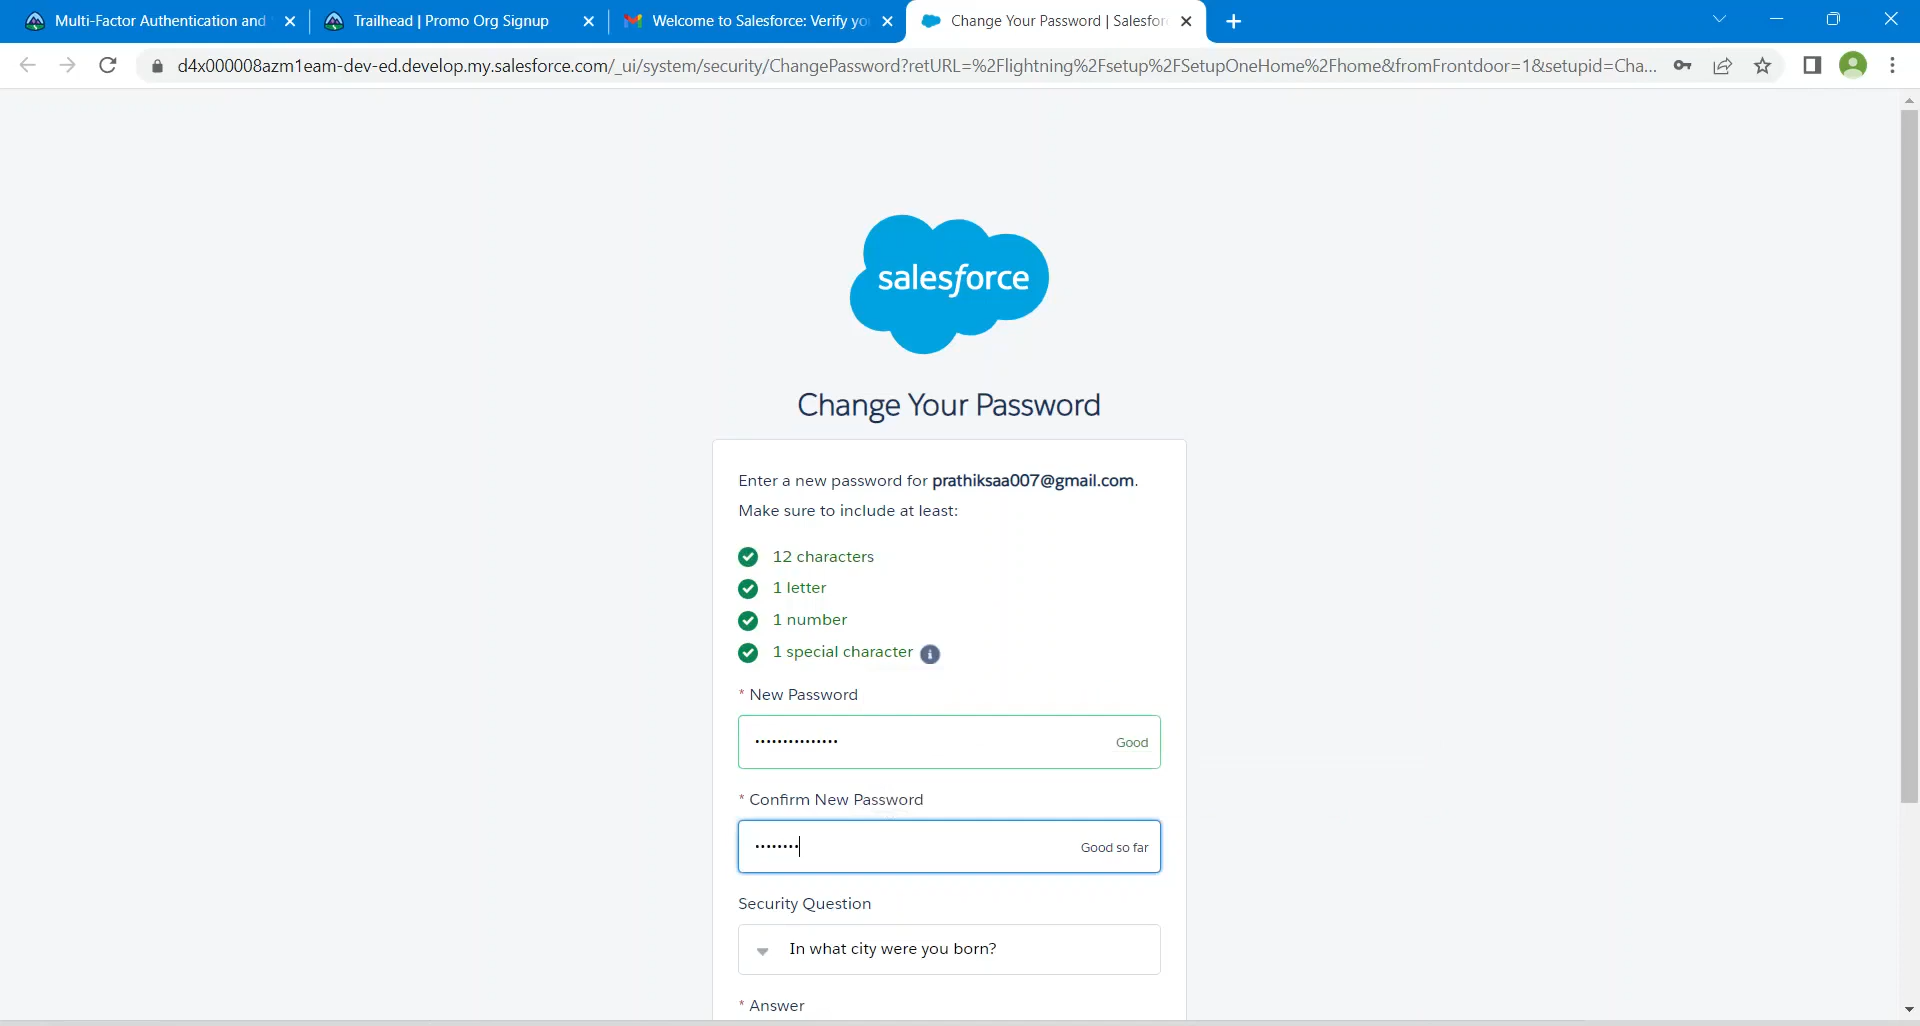 Multi-Factor Authentication and
Trailhead | Promo Org Signup
Welcome to Salesforce: Verify yo
Change Your Password | Salesfor
d4x000008azm1eam-dev-ed.develop.my.salesforce.com/_ui/system/security/ChangePassword?retURL=%2Flightning%2Fsetup%2FSetupOneHome%2Fhome&fromFrontdoor=1&setupid=Cha...
salesforce
Change Your Password
Enter a new password for prathiksaa007@gmail.com.
Make sure to include at least:
12 characters
1 letter
1 number
1 special character
* New Password
••••••••••••••• Good
* Confirm New Password
•••••••• Good so far
Security Question
In what city were you born?
* Answer